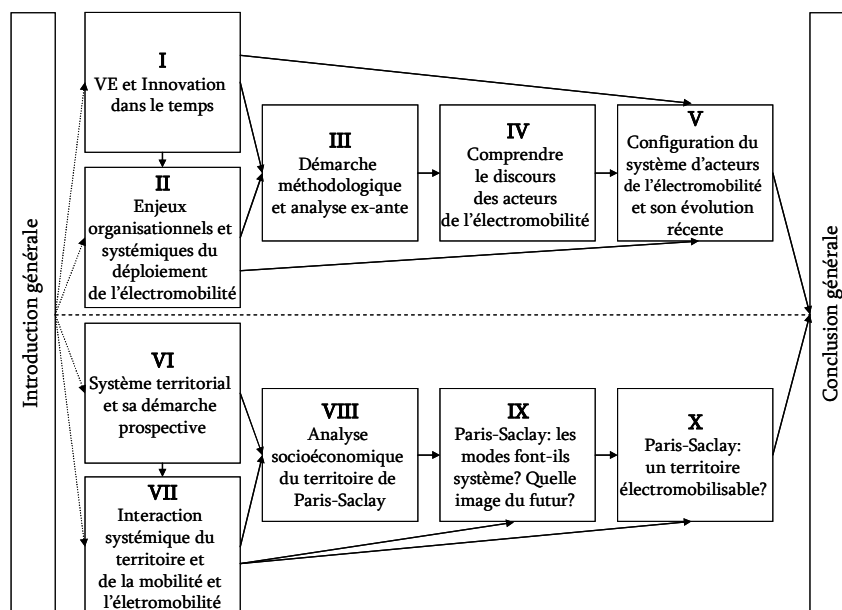 Introduction générale
I
VE et Innovation
dans le temps
II
Enjeux
organisationnels et
systémiques du
déploiement
de l'électromobilité
III
Démarche
méthodologique
et analyse ex-ante
IV
Comprendre
le discours
des acteurs
de l'électromobilité
V
Configuration du
système d'acteurs
de l'électromobilité
et son évolution
récente
VI
Système territorial
et sa démarche
prospective
VII
Interaction
systémique du
territoire et
de la mobilité et
l'életromobilité
VIII
Analyse
socioéconomique
du territoire de
Paris-Saclay
IX
Paris-Saclay: les
modes font-ils
système? Quelle
image du futur?
X
Paris-Saclay:
un territoire
électromobilisable?
Conclusion générale